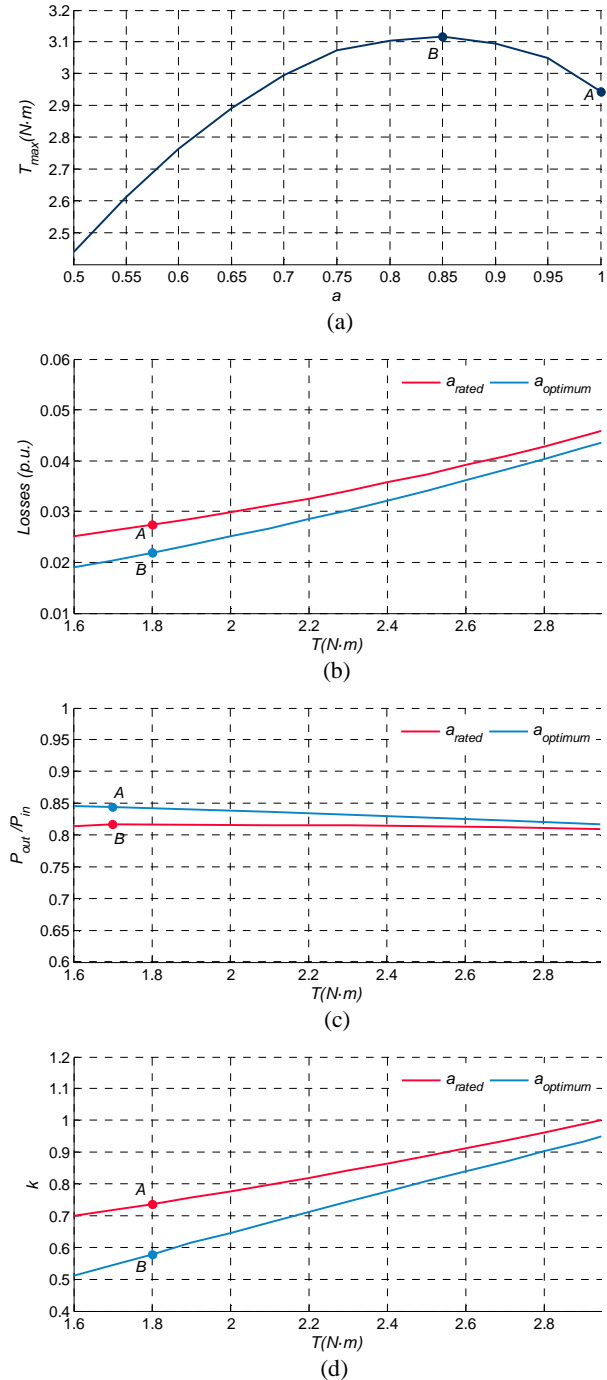 3.2
3.1
3
2.9
2.8
2.7
2.6
2.5
T_max(N·m)
B
A
0.5 0.55 0.6 0.65 0.7 0.75 0.8 0.85 0.9 0.95 1
a
(a)
0.06
0.05
0.04
0.03
0.02
0.01
Losses (p.u.)
a_rated a_optimum
A
B
1.6 1.8 2 2.2 2.4 2.6 2.8
T(N·m)
(b)
1
0.95
0.9
0.85
0.8
0.75
0.7
0.65
0.6
P_out /P_in
a_rated a_optimum
A
B
1.6 1.8 2 2.2 2.4 2.6 2.8
T(N·m)
(c)
1.2
1.1
1
0.9
0.8
0.7
0.6
0.5
0.4
k
a_rated a_optimum
A
B
1.6 1.8 2 2.2 2.4 2.6 2.8
T(N·m)
(d)